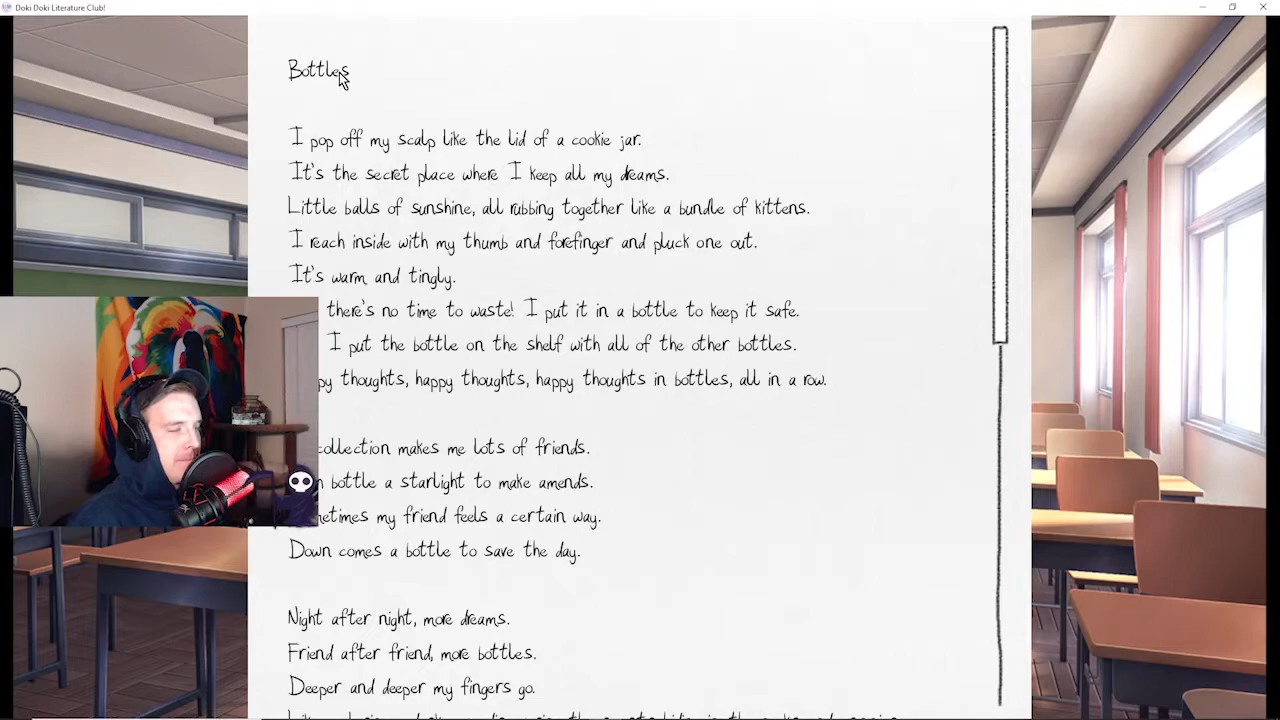 Doki Doki Literature Club!
Bottles
I pop off my scalp like the lid of a cookie jar.
It's the secret place where I keep all my dreams.
Little balls of sunshine, all rubbing together like a bundle of kittens.
I reach inside with my thumb and forefinger and pluck one out.
It's warm and tingly.
there's no time to waste! I put it in a bottle to keep it safe.
I put the bottle on the shelf with all of the other bottles.
thoughts, happy thoughts, happy thoughts in bottles, all in a row.
collection makes me lots of friends.
bottle a starlight to make amends.
my friend feels a certain way.
Down comes a bottle to save the day.
Night after night, more dreams.
Friend after friend, more bottles.
Deeper and deeper my fingers go.